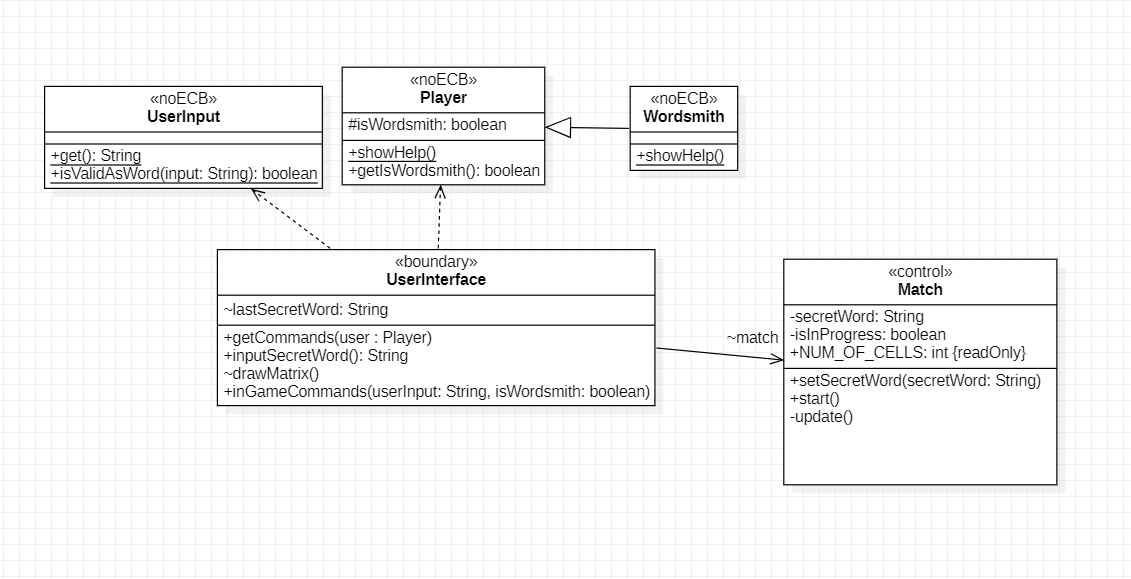 «noECB»
UserInput
+get(): String
+isValidAsWord(input: String): boolean
«noECB»
Player
#isWordsmith: boolean
+showHelp()
+getIsWordsmith(): boolean
«noECB»
Wordsmith
+showHelp()
«boundary»
UserInterface
~lastSecretWord: String
+getCommands(user : Player)
+inputSecretWord(): String
~drawMatrix()
+inGameCommands(userInput: String, isWordsmith: boolean)
~match
«control»
Match
-secretWord: String
-isInProgress: boolean
+NUM_OF_CELLS: int {readOnly}
+setSecretWord(secretWord: String)
+start()
-update()